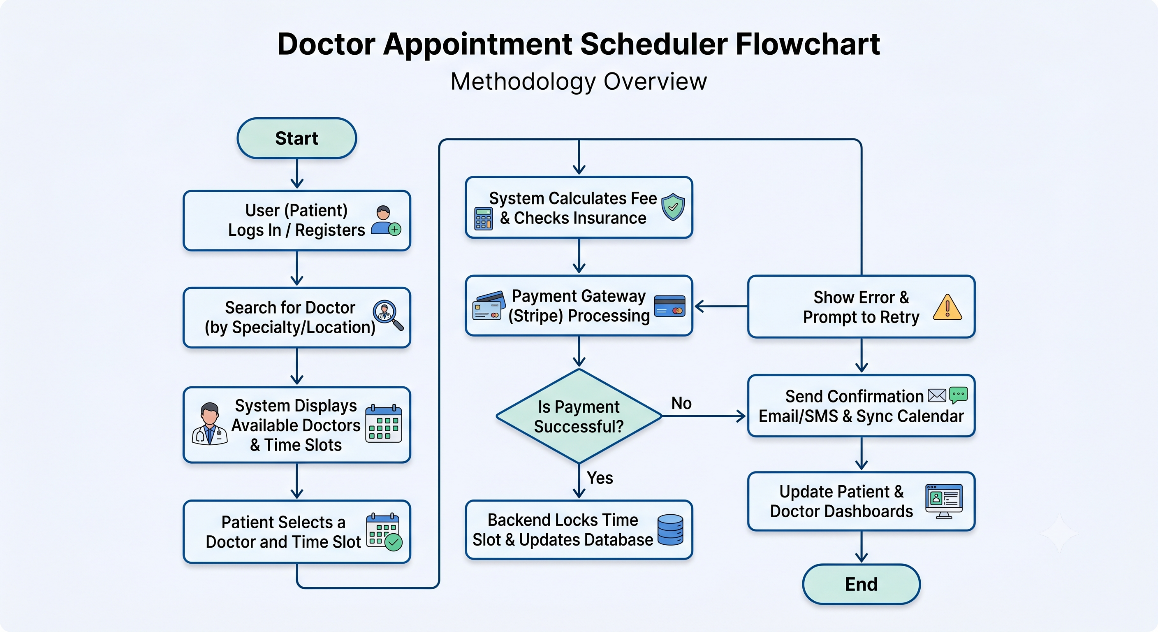 Doctor Appointment Scheduler Flowchart
Methodology Overview
Start
User (Patient)
Logs In / Registers
Search for Doctor
(by Specialty/Location)
System Displays
Available Doctors
& Time Slots
Patient Selects a
Doctor and Time Slot
System Calculates Fee
& Checks Insurance
Payment Gateway
(Stripe) Processing
Is Payment
Successful?
No
Yes
Backend Locks Time
Slot & Updates Database
Show Error &
Prompt to Retry
Send Confirmation
Email/SMS & Sync Calendar
Update Patient &
Doctor Dashboards
End